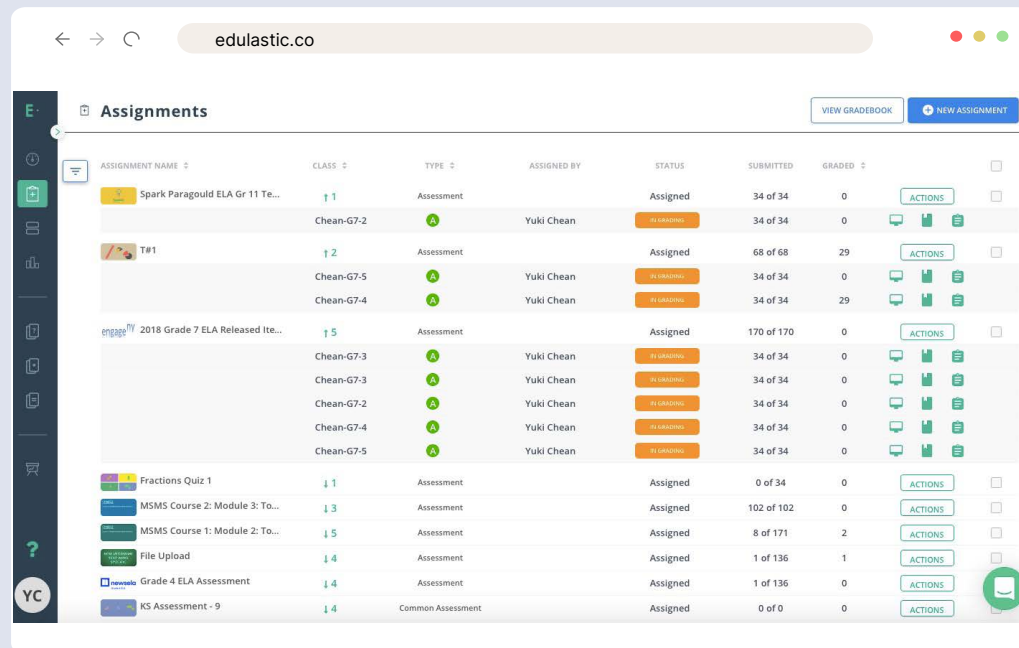 edulastic.co
E
Assignments
VIEW GRADEBOOK
NEW ASSIGNMENT
ASSIGNMENT NAME CLASS TYPE ASSIGNED BY STATUS SUBMITTED GRADED
Spark Paragould ELA Gr 11 Te... 1 Assessment Assigned 34 of 34 0 ACTIONS
Chean-G7-2 A Yuki Chean IN GRADING 34 of 34 0
T#1 2 Assessment Assigned 68 of 68 29 ACTIONS
Chean-G7-5 A Yuki Chean IN GRADING 34 of 34 0
Chean-G7-4 A Yuki Chean IN GRADING 34 of 34 29
engage ny 2018 Grade 7 ELA Released Ite... 5 Assessment Assigned 170 of 170 0 ACTIONS
Chean-G7-3 A Yuki Chean IN GRADING 34 of 34 0
Chean-G7-3 A Yuki Chean IN GRADING 34 of 34 0
Chean-G7-2 A Yuki Chean IN GRADING 34 of 34 0
Chean-G7-4 A Yuki Chean IN GRADING 34 of 34 0
Chean-G7-5 A Yuki Chean IN GRADING 34 of 34 0
Fractions Quiz 1 1 Assessment Assigned 0 of 34 0 ACTIONS
MSMS Course 2: Module 3: To... 3 Assessment Assigned 102 of 102 0 ACTIONS
MSMS Course 1: Module 2: To... 5 Assessment Assigned 8 of 171 2 ACTIONS
File Upload 4 Assessment Assigned 1 of 136 1 ACTIONS
newsela Grade 4 ELA Assessment 4 Assessment Assigned 1 of 136 0 ACTIONS
KS Assessment - 9 4 Common Assessment Assigned 0 of 0 0 ACTIONS
?
YC